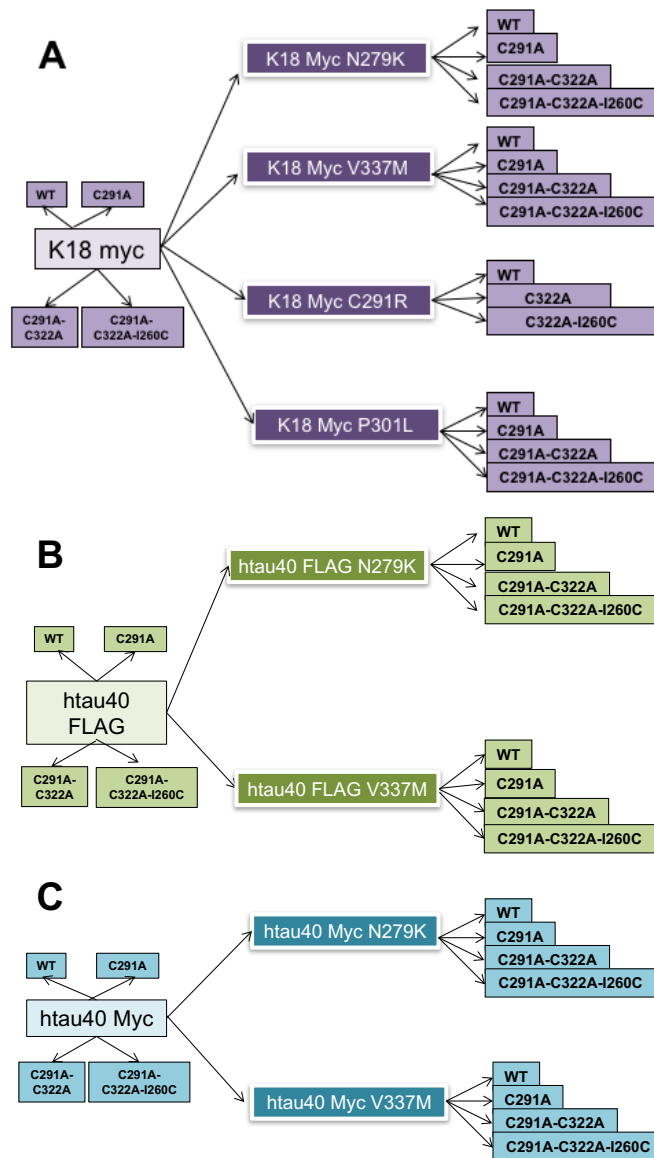 A
K18 Myc N279K
WT
C291A
C291A-C322A
C291A-C322A-I260C
K18 Myc V337M
WT
C291A
C291A-C322A
C291A-C322A-I260C
WT
C291A
K18 myc
C291A-
C322A
C291A-
C322A-I260C
K18 Myc C291R
WT
C322A
C322A-I260C
K18 Myc P301L
WT
C291A
C291A-C322A
C291A-C322A-I260C
B
htau40 FLAG N279K
WT
C291A
C291A-C322A
C291A-C322A-I260C
WT
C291A
htau40
FLAG
C291A-
C322A
C291A-
C322A-I260C
htau40 FLAG V337M
WT
C291A
C291A-C322A
C291A-C322A-I260C
C
htau40 Myc N279K
WT
C291A
C291A-C322A
C291A-C322A-I260C
WT
C291A
htau40 Myc
C291A-
C322A
C291A-
C322A-I260C
htau40 Myc V337M
WT
C291A
C291A-C322A
C291A-C322A-I260C